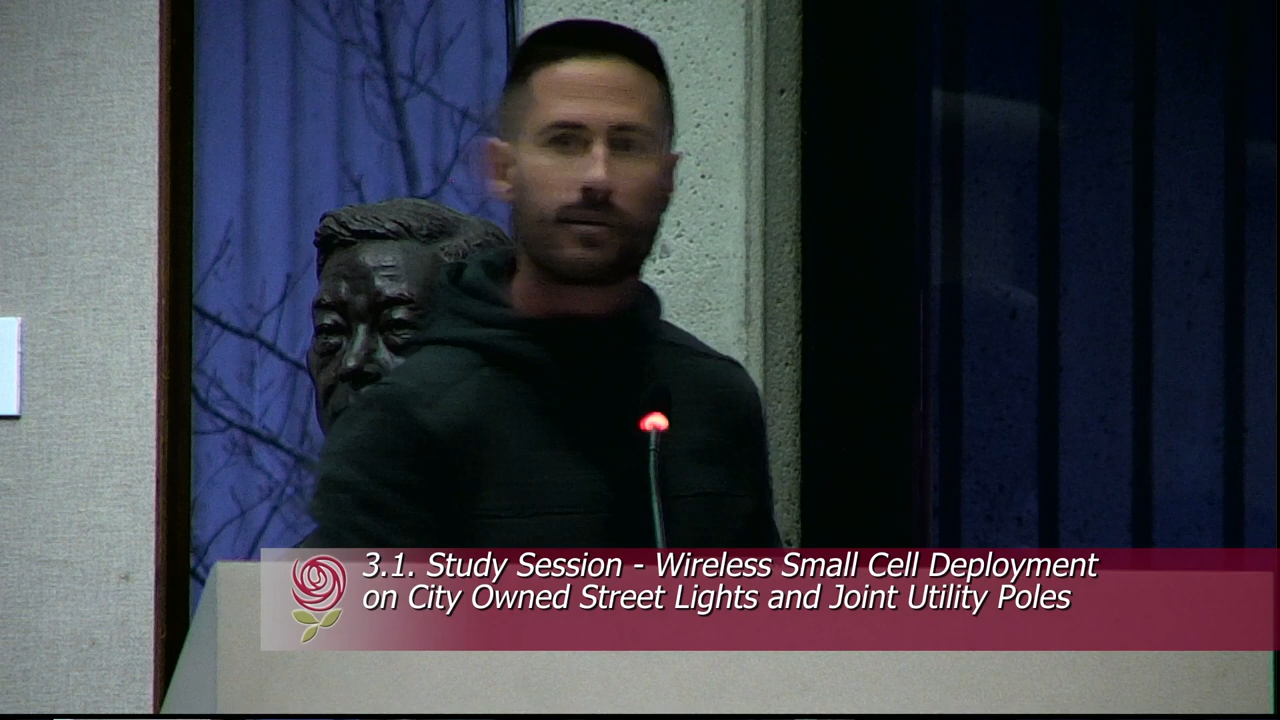 3.1. Study Session - Wireless Small Cell Deployment
on City Owned Street Lights and Joint Utility Poles